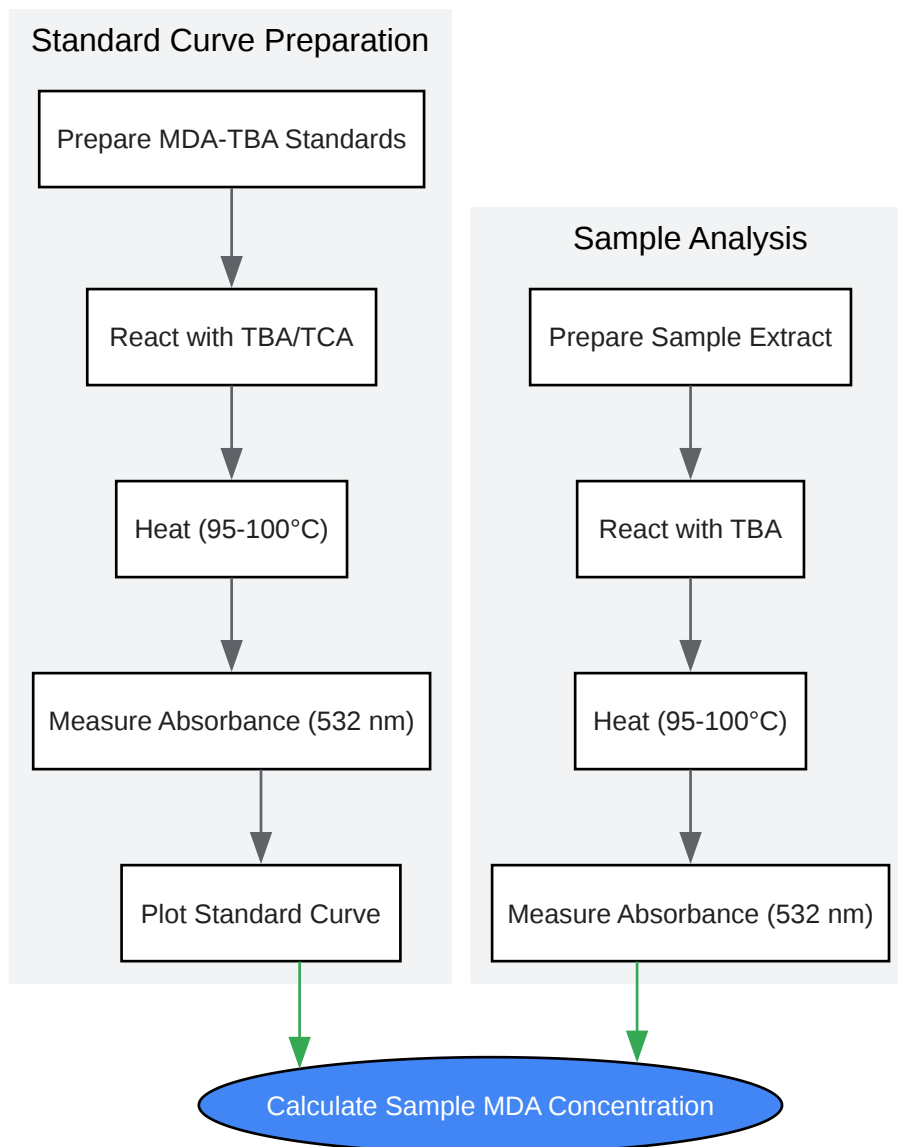 Standard Curve Preparation
Prepare MDA-TBA Standards
React with TBA/TCA
Heat (95-100°C)
Measure Absorbance (532 nm)
Plot Standard Curve
Sample Analysis
Prepare Sample Extract
React with TBA
Heat (95-100°C)
Measure Absorbance (532 nm)
Calculate Sample MDA Concentration